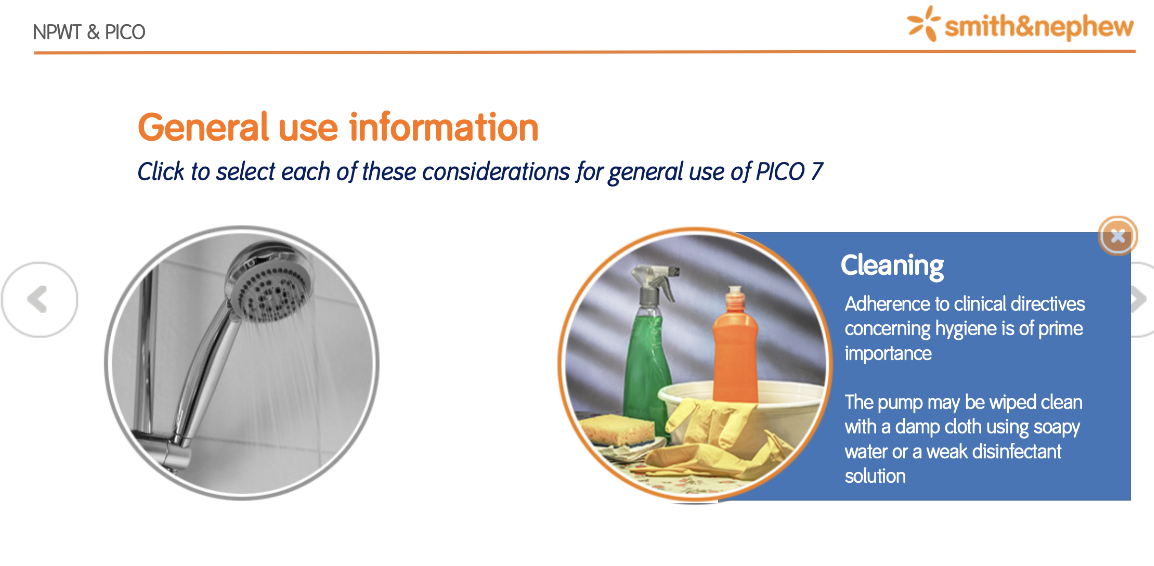 NPWT & PICO
smith&nephew
General use information
Click to select each of these considerations for general use of PICO 7
Cleaning
Adherence to clinical directives
concerning hygiene is of prime
importance
The pump may be wiped clean
with a damp cloth using soapy
water or a weak disinfectant
solution